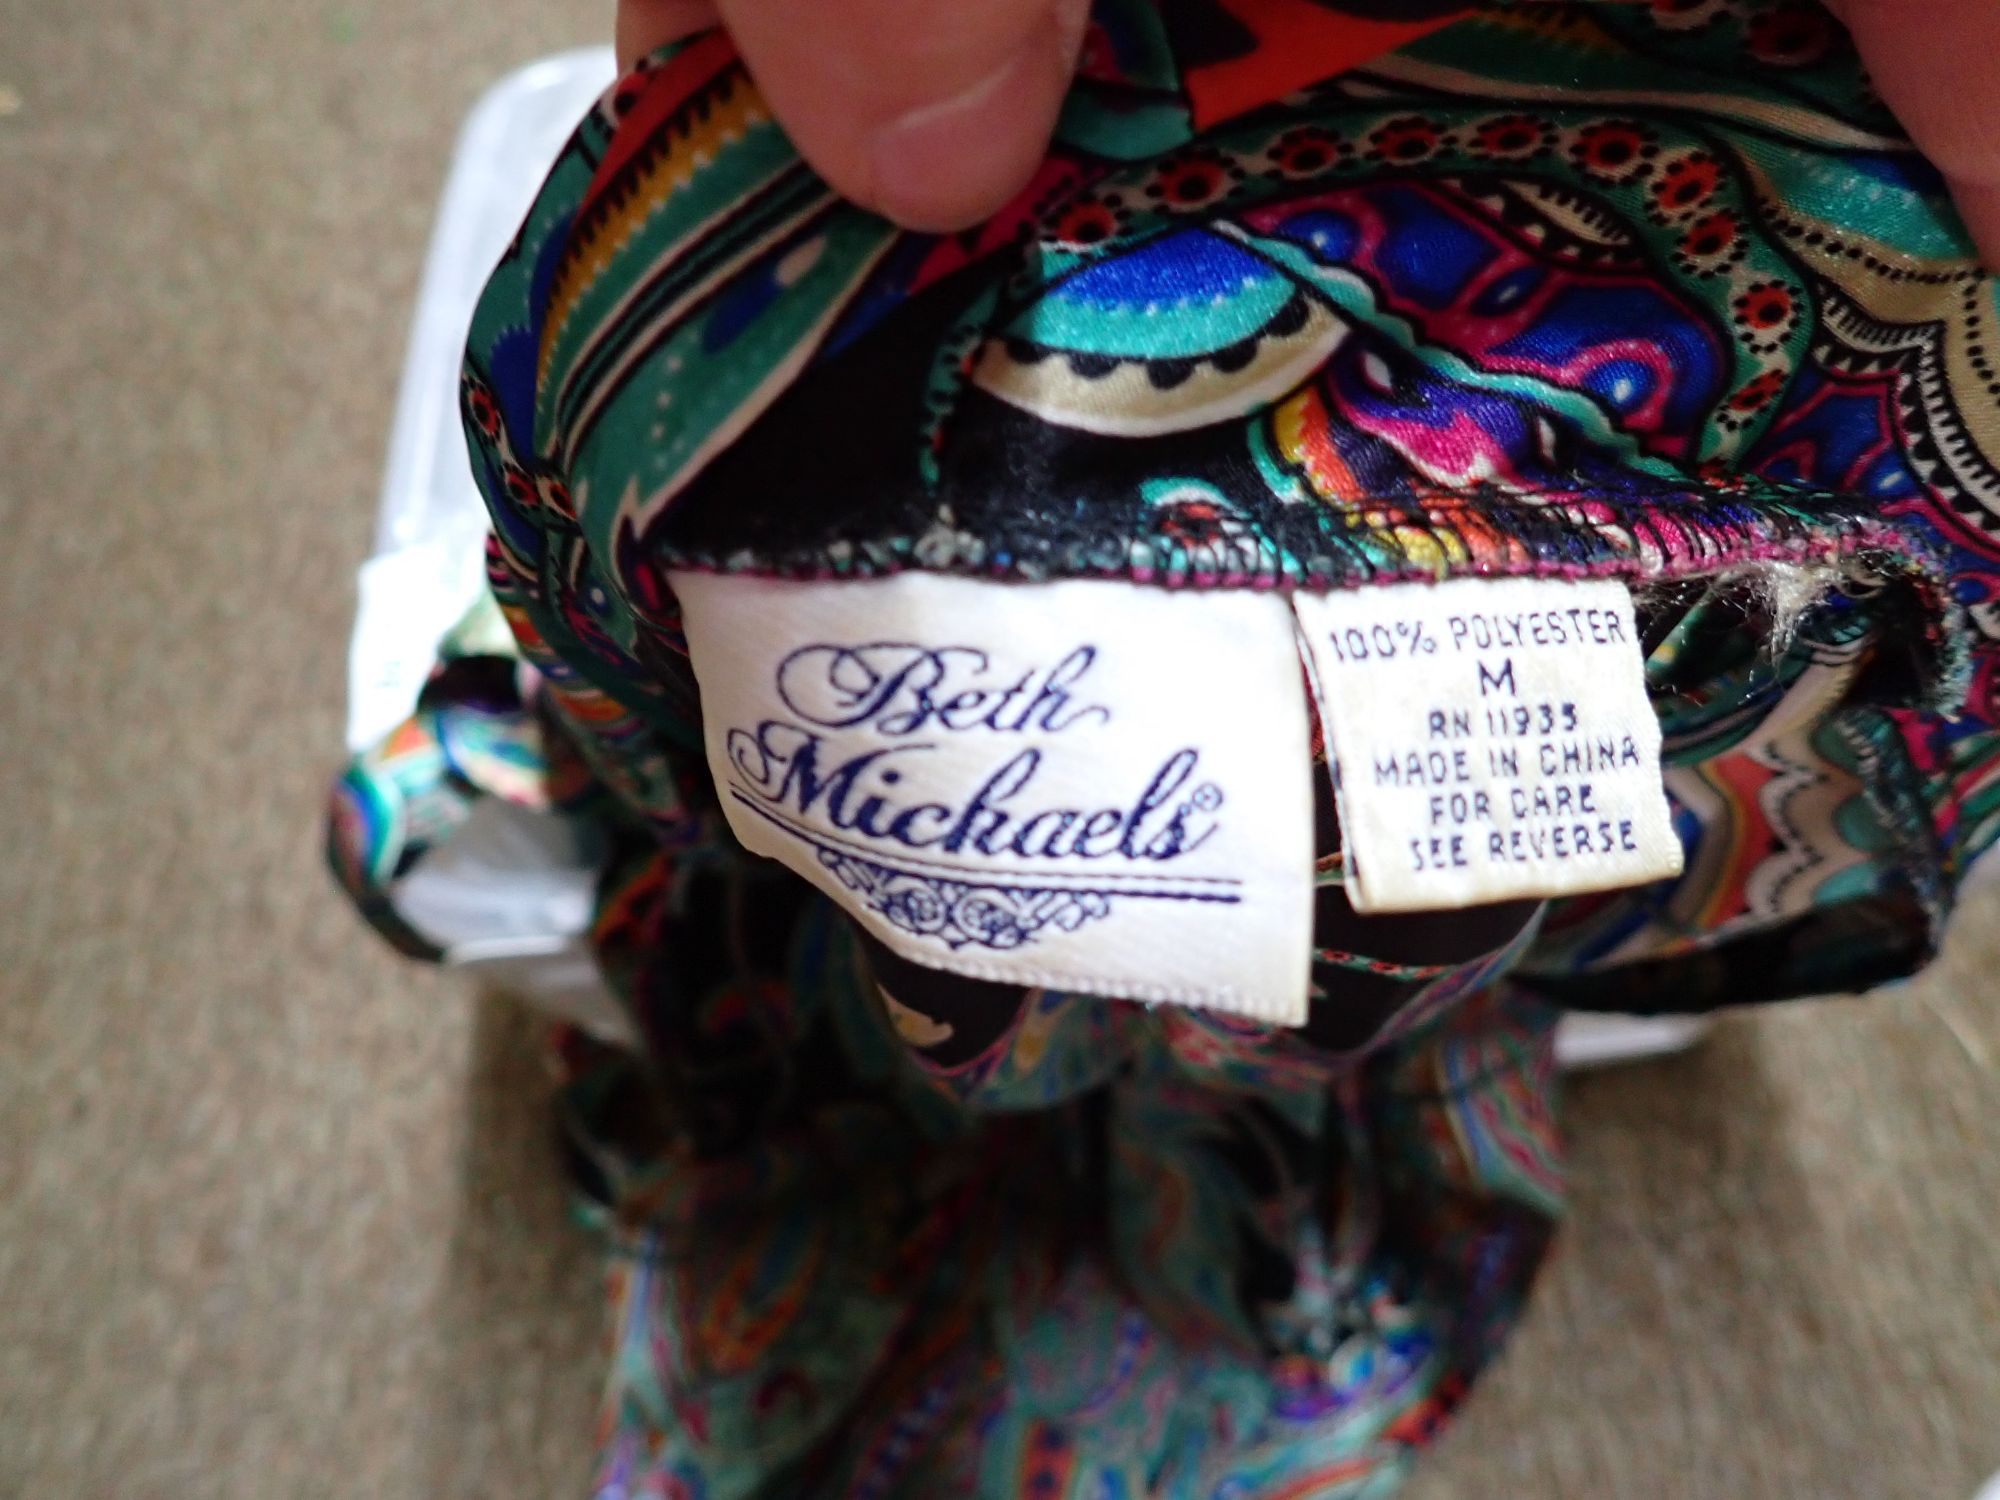 Beth
Michaels®
100% POLYESTER
M
RN 11935
MADE IN CHINA
FOR CARE
SEE REVERSE